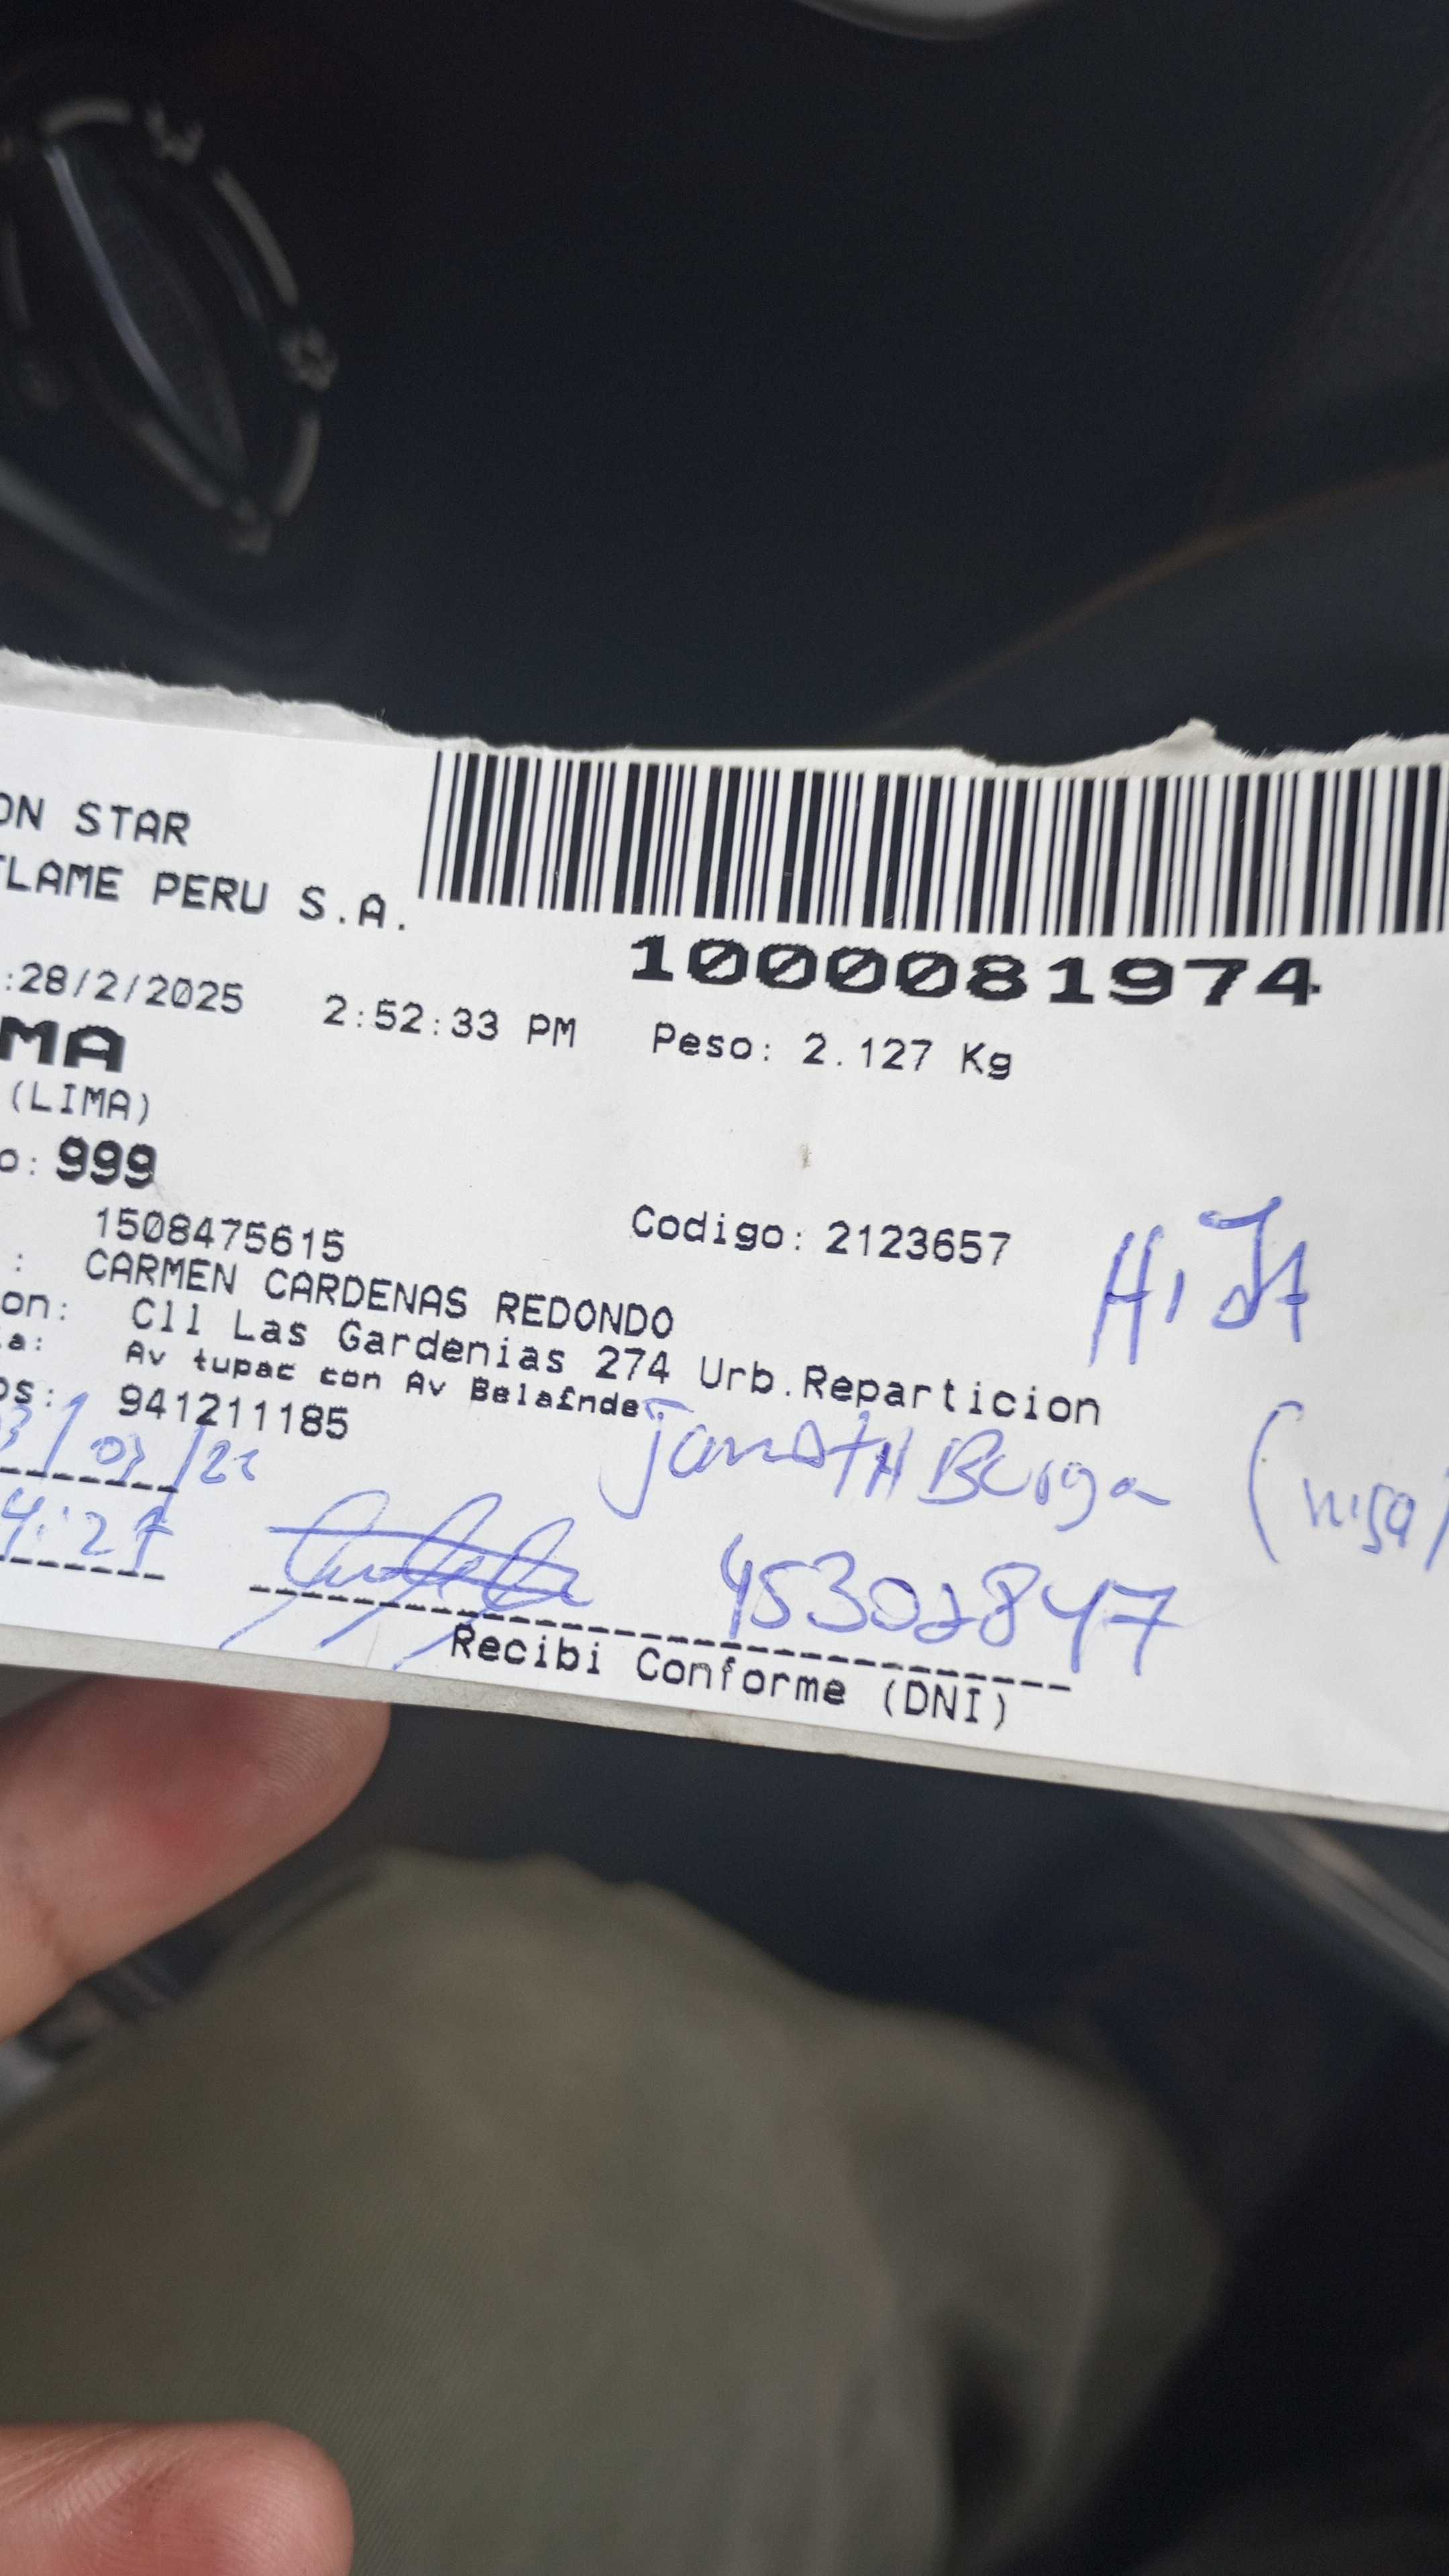 ON STAR
FLAME PERU S.A.
1000081974
:28/2/2025 2:52:33 PM Peso: 2.127 Kg
MA
(LIMA)
o: 999
1508475615 Codigo: 2123657
: CARMEN CARDENAS REDONDO
on: Cll Las Gardenias 274 Urb.Reparticion
a: Av tupac con Av Belafnde
os: 941211185
HiJA
Burga
45302847
Recibi Conforme (DNI)